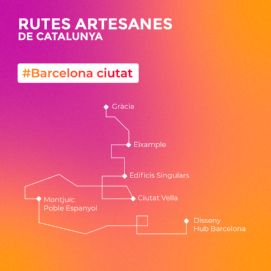 RUTES ARTESANES
DE CATALUNYA
#Barcelona ciutat
Gràcia
Eixample
Edificis Singulars
Ciutat Vella
Montjuïc
Poble Espanyol
Disseny
Hub Barcelona